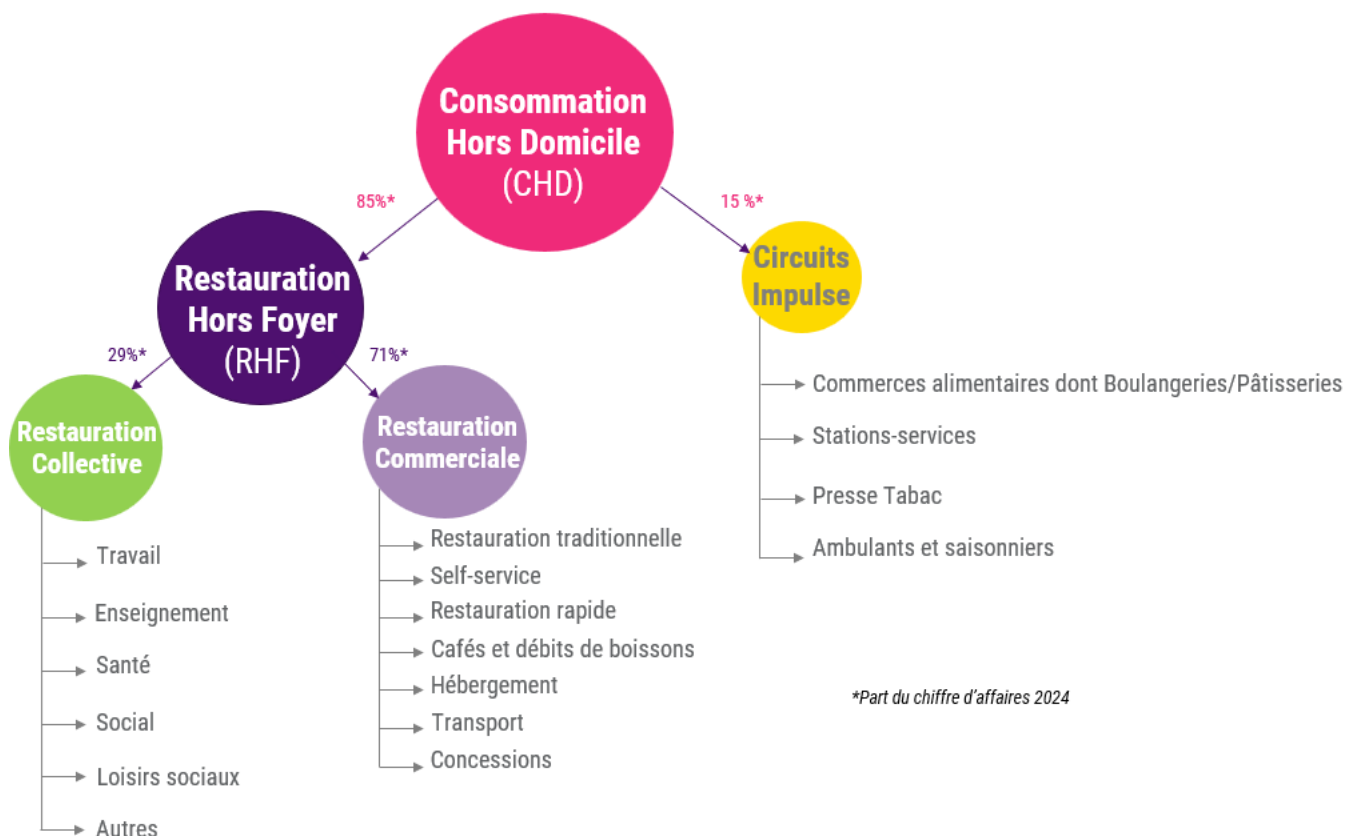 Consommation
Hors Domicile
(CHD)
85%*
15 %*
Restauration
Hors Foyer
(RHF)
Circuits
Impulse
29%*
71%*
Restauration
Collective
Restauration
Commerciale
Travail
Enseignement
Santé
Social
Loisirs sociaux
Autres
Restauration traditionnelle
Self-service
Restauration rapide
Cafés et débits de boissons
Hébergement
Transport
Concessions
Commerces alimentaires dont Boulangeries/Pâtisseries
Stations-services
Presse Tabac
Ambulants et saisonniers
*Part du chiffre d'affaires 2024